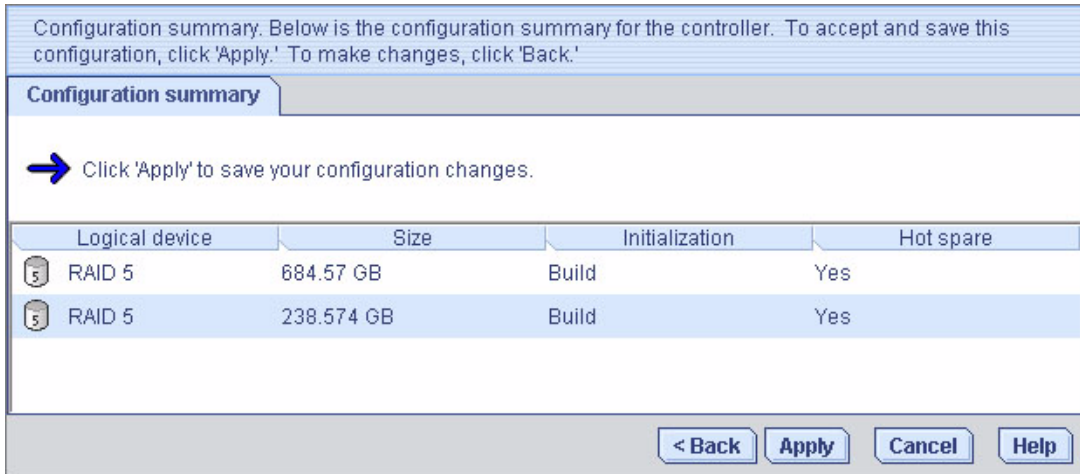 Configuration summary. Below is the configuration summary for the controller. To accept and save this
configuration, click 'Apply.' To make changes, click 'Back.'
Configuration summary
Click 'Apply' to save your configuration changes.
Logical device Size Initialization Hot spare
5 RAID 5 684.57 GB Build Yes
5 RAID 5 238.574 GB Build Yes
< Back Apply Cancel Help